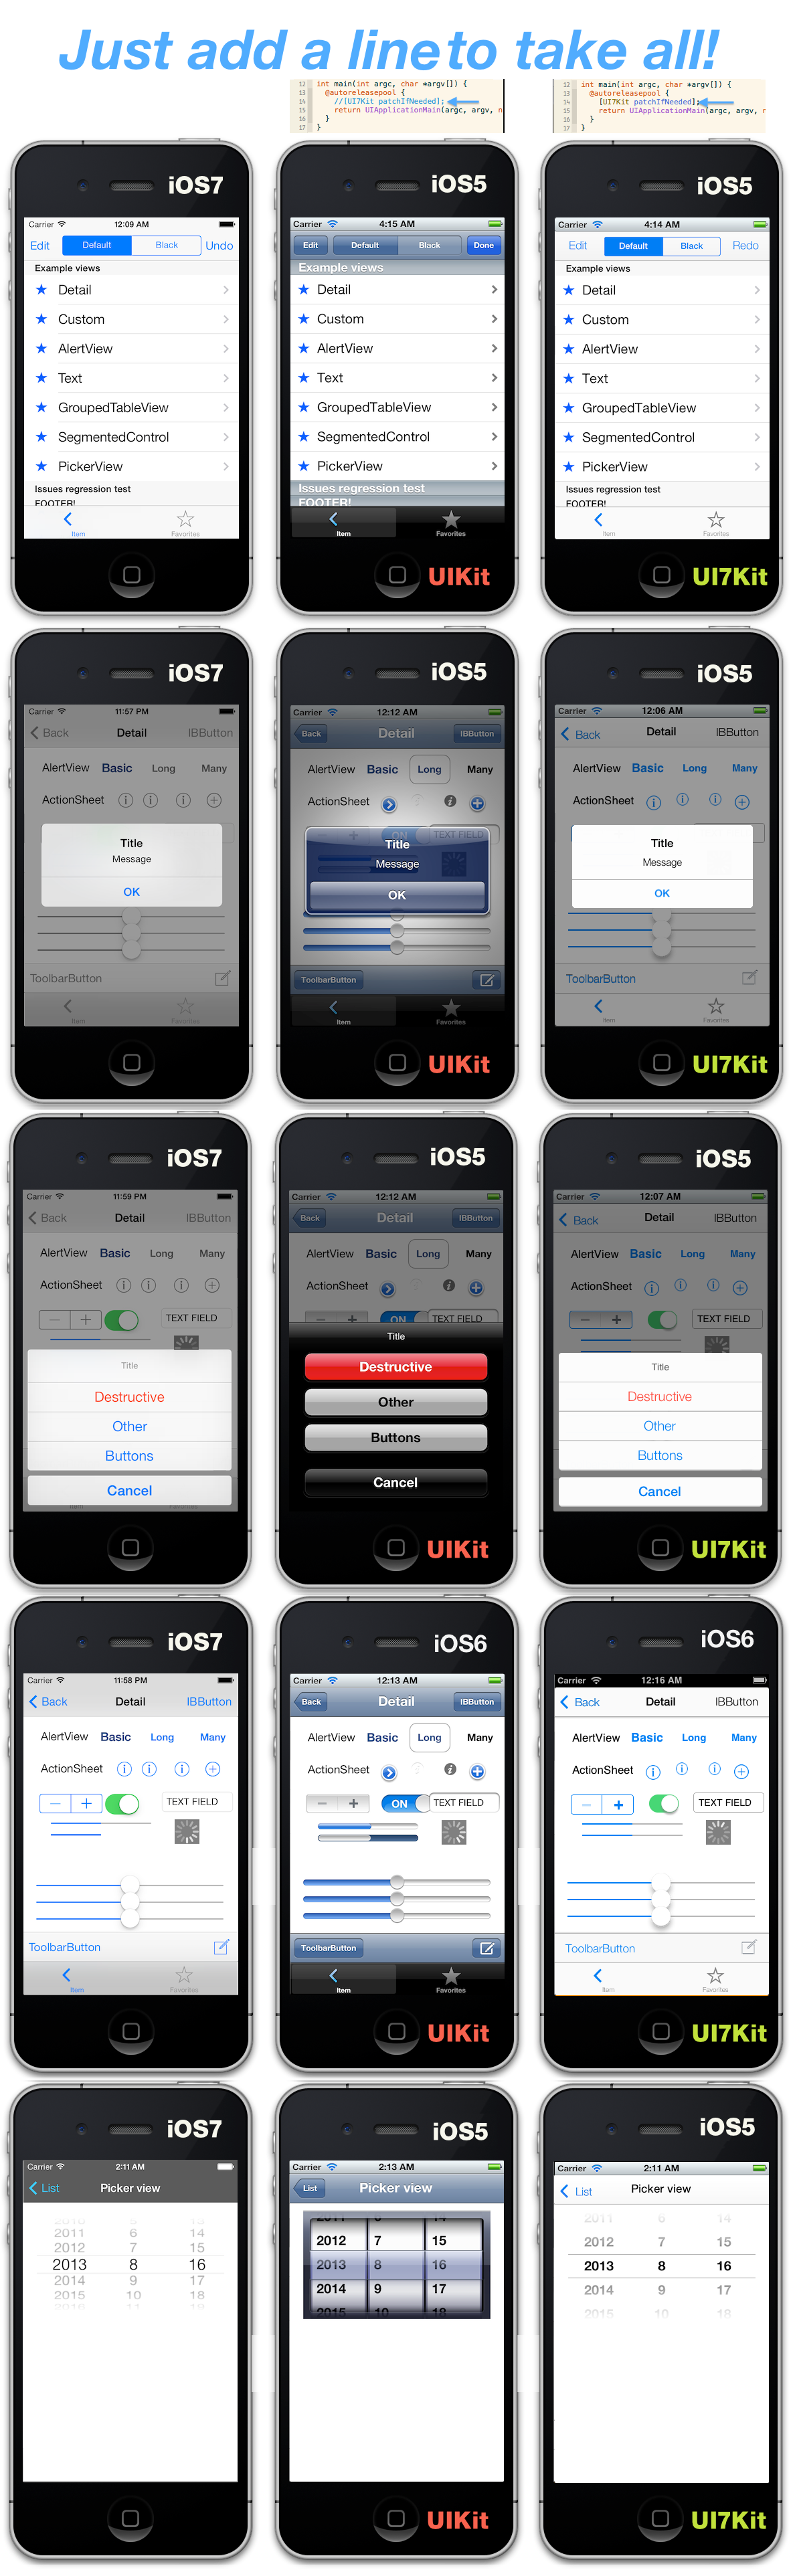 Just add a line to take all!
12 int main(int argc, char *argv[]) {
13 @autoreleasepool {
14 //[UI7Kit patchIfNeeded];
15 return UIApplicationMain(argc, argv, n
16 }
17 }
12 int main(int argc, char *argv[]) {
13 @autoreleasepool {
14 [UI7Kit patchIfNeeded];
15 return UIApplicationMain(argc, argv, n
16 }
17 }
iOS7
Carrier 12:09 AM
Edit Default Black Undo
Example views
Detail
Custom
AlertView
Text
GroupedTableView
SegmentedControl
PickerView
Issues regression test
FOOTER!
Item Favorites
iOS5
Carrier 4:15 AM
Edit Default Black Done
Example views
Detail
Custom
AlertView
Text
GroupedTableView
SegmentedControl
PickerView
Issues regression test
FOOTER!
Item Favorites
UIKit
iOS5
Carrier 4:14 AM
Edit Default Black Redo
Example views
Detail
Custom
AlertView
Text
GroupedTableView
SegmentedControl
PickerView
Issues regression test
FOOTER!
Item Favorites
UI7Kit
iOS7
Carrier 11:57 PM
Back Detail IBButton
AlertView Basic Long Many
ActionSheet
Title
Message
OK
ToolbarButton
Item Favorites
iOS5
Carrier 12:12 AM
Back Detail IBButton
AlertView Basic Long Many
ActionSheet
ON TEXT FIELD
Title
Message
OK
ToolbarButton
Item Favorites
UIKit
iOS5
Carrier 12:06 AM
Back Detail IBButton
AlertView Basic Long Many
ActionSheet
Title
Message
OK
ToolbarButton
Item Favorites
UI7Kit
iOS7
Carrier 11:59 PM
Back Detail IBButton
AlertView Basic Long Many
ActionSheet
TEXT FIELD
Title
Destructive
Other
Buttons
Cancel
iOS5
Carrier 12:12 AM
Back Detail IBButton
AlertView Basic Long Many
ActionSheet
ON TEXT FIELD
Title
Destructive
Other
Buttons
Cancel
UIKit
iOS5
Carrier 12:07 AM
Back Detail IBButton
AlertView Basic Long Many
ActionSheet
TEXT FIELD
Title
Destructive
Other
Buttons
Cancel
UI7Kit
iOS7
Carrier 11:58 PM
Back Detail IBButton
AlertView Basic Long Many
ActionSheet
TEXT FIELD
ToolbarButton
Item Favorites
iOS6
Carrier 12:13 AM
Back Detail IBButton
AlertView Basic Long Many
ActionSheet
ON TEXT FIELD
ToolbarButton
Item Favorites
UIKit
iOS6
Carrier 12:16 AM
Back Detail IBButton
AlertView Basic Long Many
ActionSheet
TEXT FIELD
ToolbarButton
Item Favorites
UI7Kit
iOS7
Carrier 2:11 AM
List Picker view
2010 5 13
2011 6 14
2012 7 15
2013 8 16
2014 9 17
2015 10 18
2016 11 19
iOS5
Carrier 2:13 AM
List Picker view
2011 6 14
2012 7 15
2013 8 16
2014 9 17
2015 10 18
UIKit
iOS5
Carrier 2:11 AM
List Picker view
2011 6 14
2012 7 15
2013 8 16
2014 9 17
2015 10 18
UI7Kit